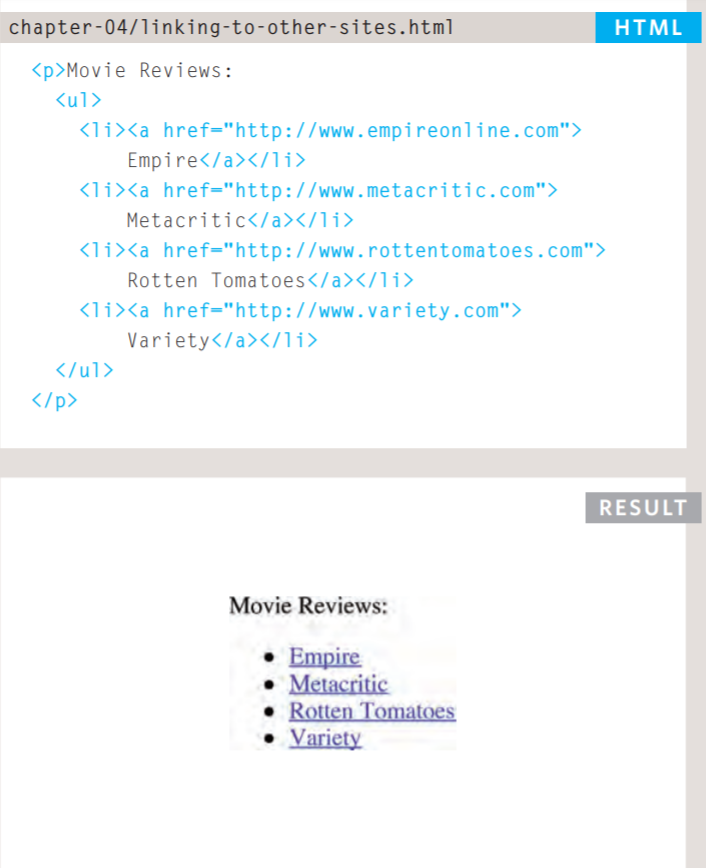 chapter-04/linking-to-other-sites.html HTML
<p>Movie Reviews:
<ul>
<li><a href="http://www.empireonline.com">
Empire</a></li>
<li><a href="http://www.metacritic.com">
Metacritic</a></li>
<li><a href="http://www.rottentomatoes.com">
Rotten Tomatoes</a></li>
<li><a href="http://www.variety.com">
Variety</a></li>
</ul>
</p>
RESULT
Movie Reviews:
• Empire
• Metacritic
• Rotten Tomatoes
• Variety